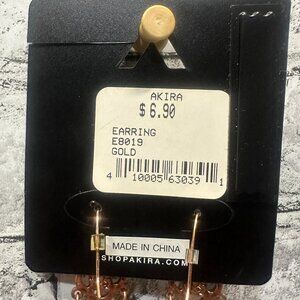 AKIRA
$6.90
EARRING
E8019
GOLD
4 10005 63039 1
MADE IN CHINA
SHOPAKIRA.COM